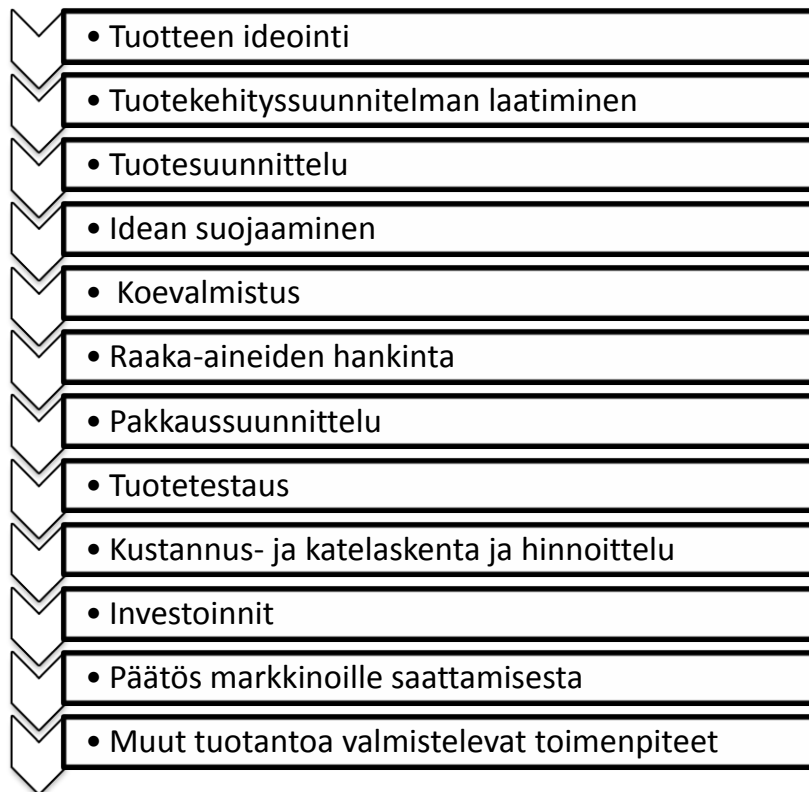 • Tuotteen ideointi
• Tuotekehityssuunnitelman laatiminen
• Tuotesuunnittelu
• Idean suojaaminen
• Koevalmistus
• Raaka-aineiden hankinta
• Pakkaussuunnittelu
• Tuotetestaus
• Kustannus- ja katelaskenta ja hinnoittelu
• Investoinnit
• Päätös markkinoille saattamisesta
• Muut tuotantoa valmistelevat toimenpiteet